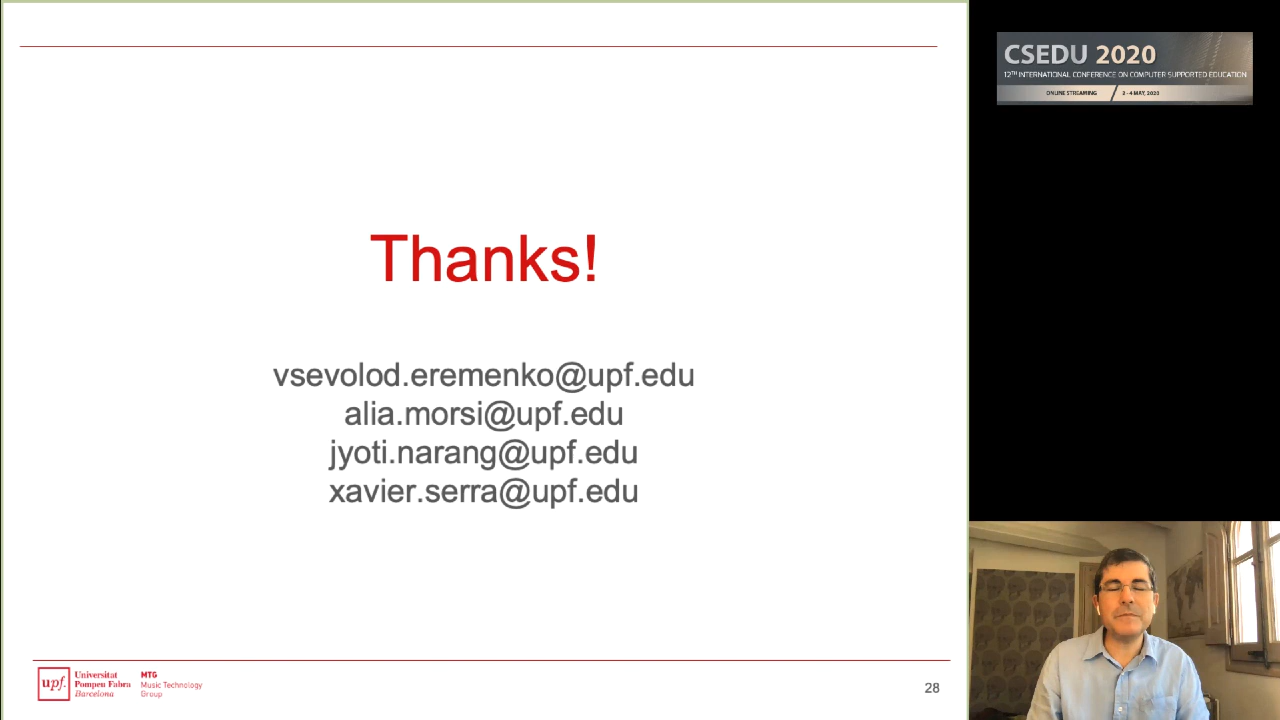 Thanks!
vsevolod.eremenko@upf.edu
alia.morsi@upf.edu
jyoti.narang@upf.edu
xavier.serra@upf.edu
upf.
Universitat
Pompeu Fabra
Barcelona
MTG
Music Technology
Group
28
CSEDU 2020
12TH INTERNATIONAL CONFERENCE ON COMPUTER SUPPORTED EDUCATION
ONLINE STREAMING
2 - 4 MAY, 2020